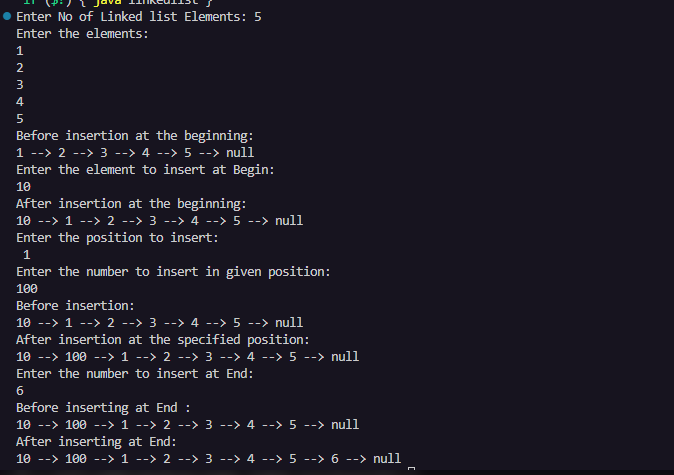 if ($?) { java linkedlist }
Enter No of Linked list Elements: 5
Enter the elements:
1
2
3
4
5
Before insertion at the beginning:
1 --> 2 --> 3 --> 4 --> 5 --> null
Enter the element to insert at Begin:
10
After insertion at the beginning:
10 --> 1 --> 2 --> 3 --> 4 --> 5 --> null
Enter the position to insert:
1
Enter the number to insert in given position:
100
Before insertion:
10 --> 1 --> 2 --> 3 --> 4 --> 5 --> null
After insertion at the specified position:
10 --> 100 --> 1 --> 2 --> 3 --> 4 --> 5 --> null
Enter the number to insert at End:
6
Before inserting at End :
10 --> 100 --> 1 --> 2 --> 3 --> 4 --> 5 --> null
After inserting at End:
10 --> 100 --> 1 --> 2 --> 3 --> 4 --> 5 --> 6 --> null